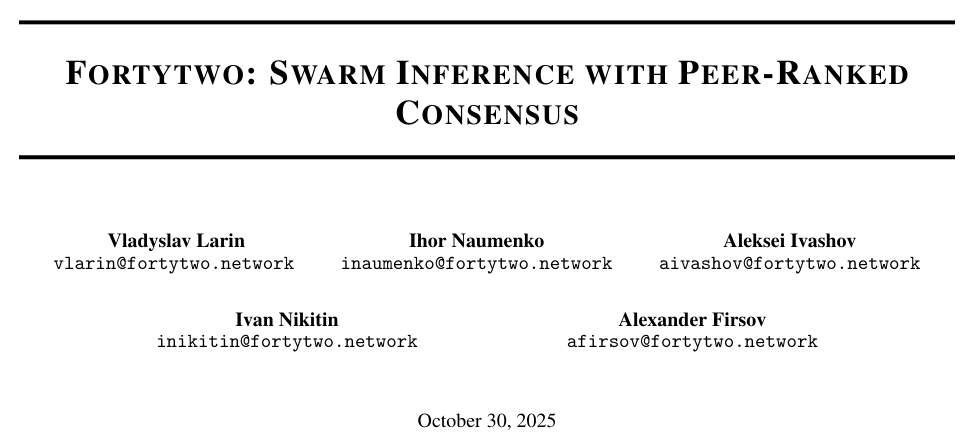 FORTYTWO: SWARM INFERENCE WITH PEER-RANKED
CONSENSUS
Vladyslav Larin
vlarin@fortytwo.network
Ihor Naumenko
inaumenko@fortytwo.network
Aleksei Ivashov
aivashov@fortytwo.network
Ivan Nikitin
inikitin@fortytwo.network
Alexander Firsov
afirsov@fortytwo.network
October 30, 2025